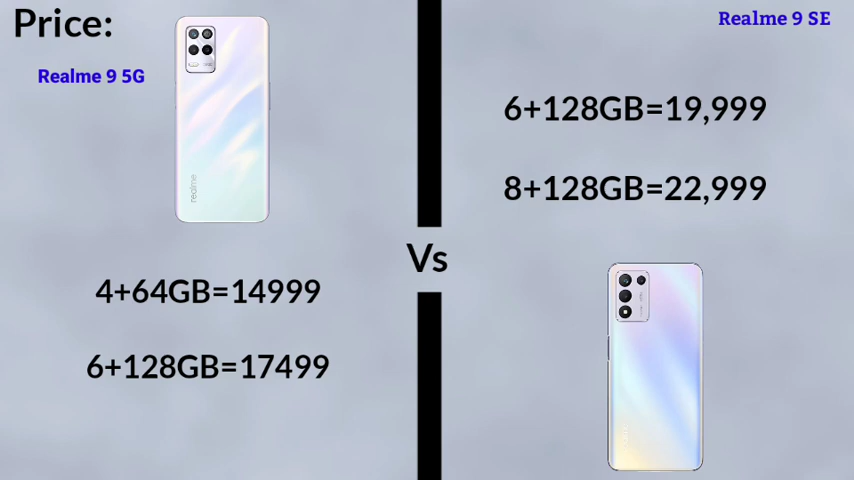 Price:
Realme 9 5G
realme
4+64GB=14999
6+128GB=17499
Vs
Realme 9 SE
6+128GB=19,999
8+128GB=22,999